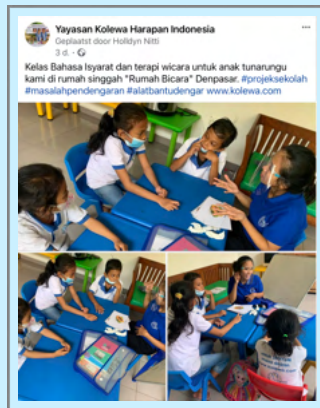 Yayasan Kolewa Harapan Indonesia
Geplaatst door Hollidyn Nitti
3 d.
Kelas Bahasa Isyarat dan terapi wicara untuk anak tunarungu
kami di rumah singgah "Rumah Bicara" Denpasar. #projeksekolah
#masalahpendengaran #alatbantudengar www.kolewa.com